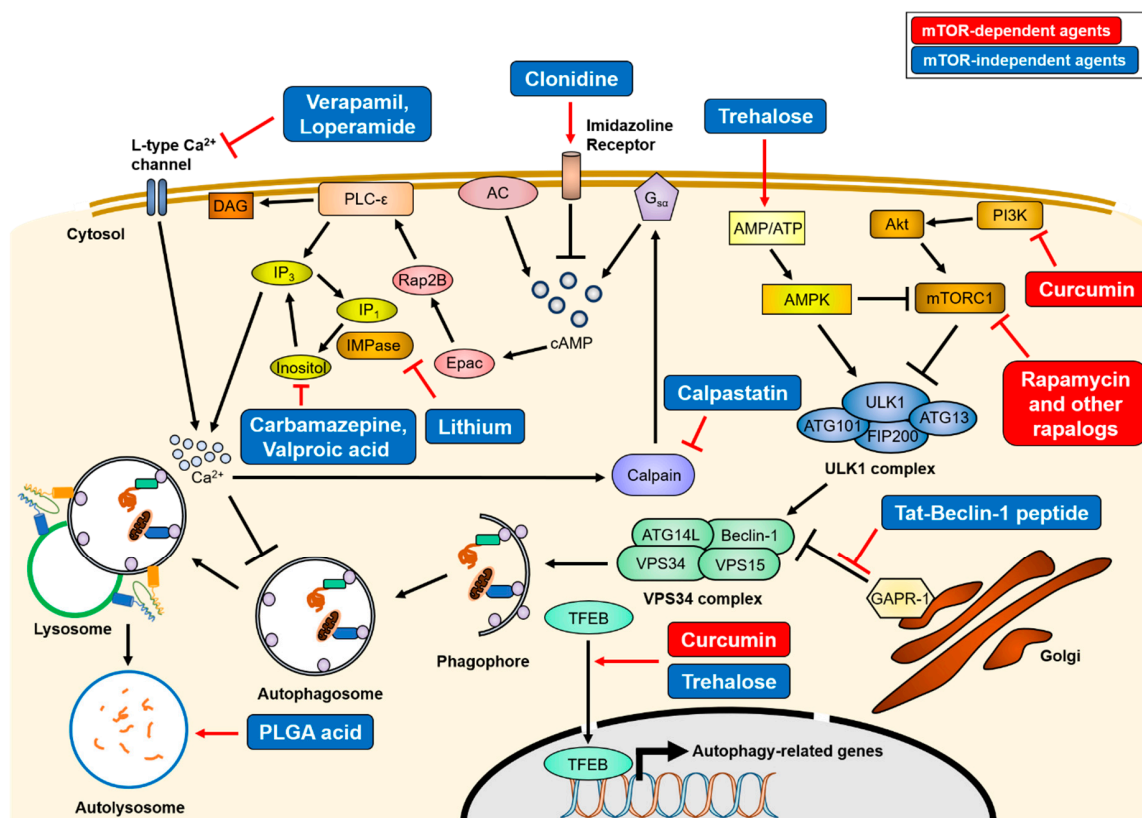 mTOR-dependent agents
mTOR-independent agents
Clonidine
Verapamil,
Loperamide
Trehalose
L-type Ca²⁺
channel
Imidazoline
Receptor
DAG
PLC-ε
AC
Gsα
Cytosol
AMP/ATP
Akt
PI3K
IP₃
Rap2B
Curcumin
AMPK
mTORC1
IP₁
IMPase
cAMP
Inositol
Epac
Carbamazepine,
Valproic acid
Lithium
Calpastatin
Rapamycin
and other
rapalogs
ULK1
ATG101
ATG13
FIP200
ULK1 complex
Ca²⁺
Calpain
Tat-Beclin-1 peptide
ATG14L
Beclin-1
VPS34
VPS15
VPS34 complex
GAPR-1
Lysosome
Autophagosome
Phagophore
TFEB
Curcumin
Trehalose
Golgi
PLGA acid
Autolysosome
TFEB
Autophagy-related genes